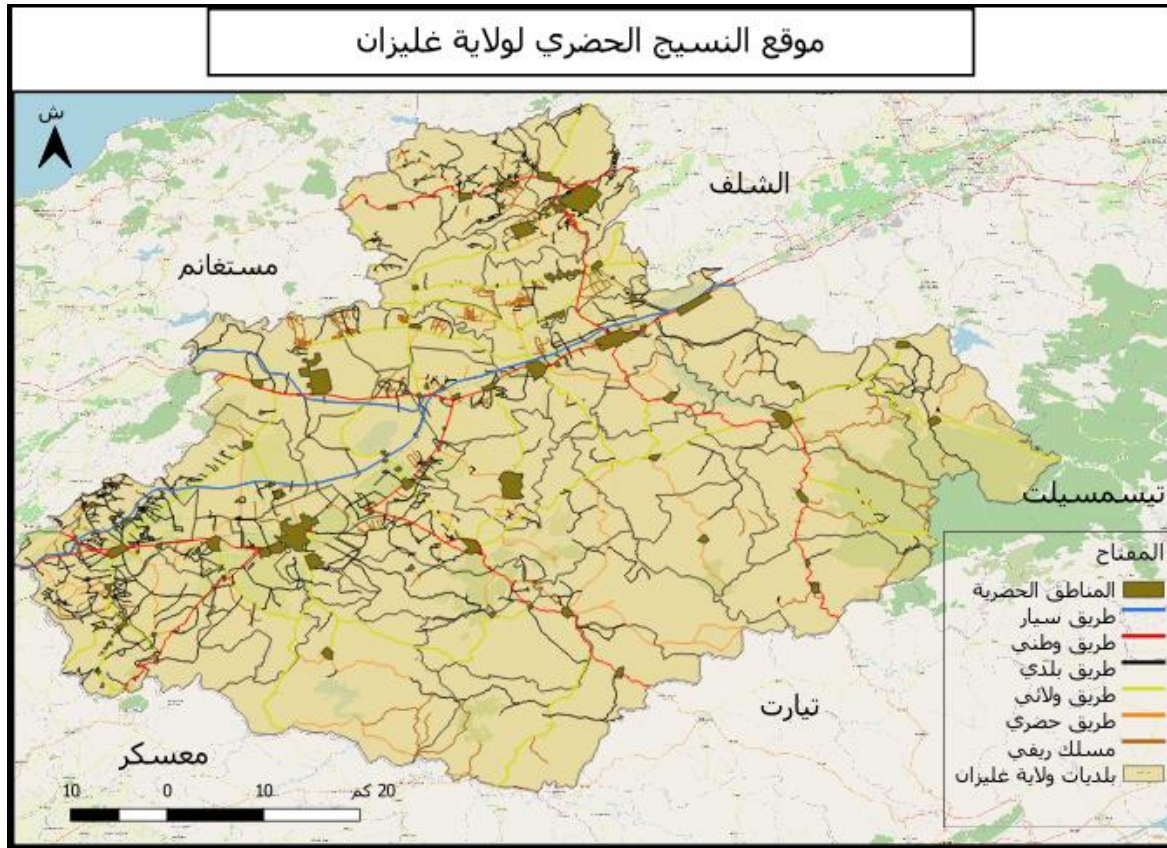 موقع النسيج الحضري لولاية غليزان
ش
الشلف
مستغانم
تيسمسيلت
تيارت
معسكر
المفتاح
المناطق الحضرية
طريق سيار
طريق وطني
طريق بلدي
طريق ولائي
طريق حضري
مسلك ريفي
بلديات ولاية غليزان
10 0 10 20 كم